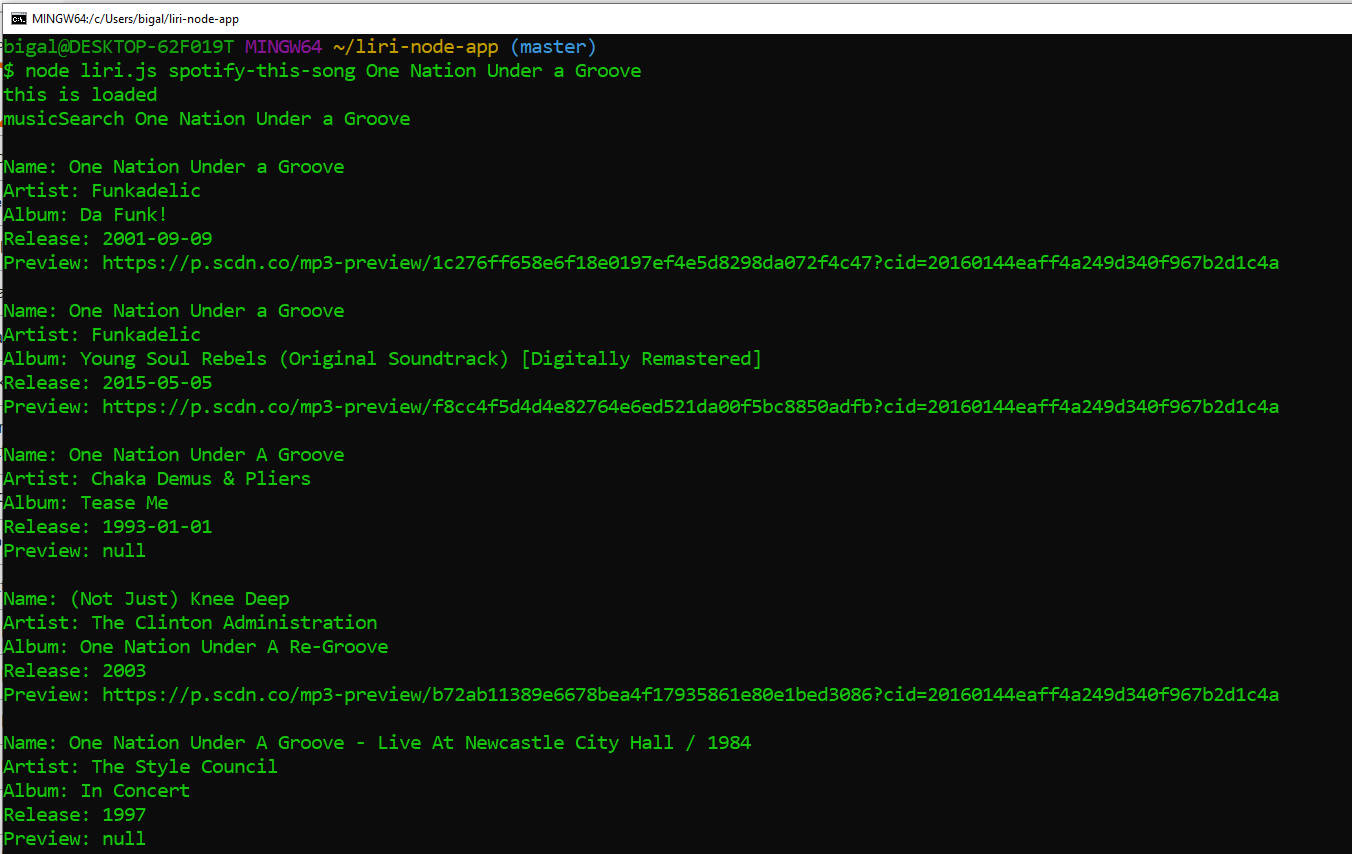 MINGW64:/c/Users/bigal/liri-node-app
bigal@DESKTOP-62F019T MINGW64 ~/liri-node-app (master)
$ node liri.js spotify-this-song One Nation Under a Groove
this is loaded
musicSearch One Nation Under a Groove
Name: One Nation Under a Groove
Artist: Funkadelic
Album: Da Funk!
Release: 2001-09-09
Preview: https://p.scdn.co/mp3-preview/1c276ff658e6f18e0197ef4e5d8298da072f4c47?cid=20160144eaff4a249d340f967b2d1c4a
Name: One Nation Under a Groove
Artist: Funkadelic
Album: Young Soul Rebels (Original Soundtrack) [Digitally Remastered]
Release: 2015-05-05
Preview: https://p.scdn.co/mp3-preview/f8cc4f5d4d4e82764e6ed521da00f5bc8850adfb?cid=20160144eaff4a249d340f967b2d1c4a
Name: One Nation Under A Groove
Artist: Chaka Demus & Pliers
Album: Tease Me
Release: 1993-01-01
Preview: null
Name: (Not Just) Knee Deep
Artist: The Clinton Administration
Album: One Nation Under A Re-Groove
Release: 2003
Preview: https://p.scdn.co/mp3-preview/b72ab11389e6678bea4f17935861e80e1bed3086?cid=20160144eaff4a249d340f967b2d1c4a
Name: One Nation Under A Groove - Live At Newcastle City Hall / 1984
Artist: The Style Council
Album: In Concert
Release: 1997
Preview: null